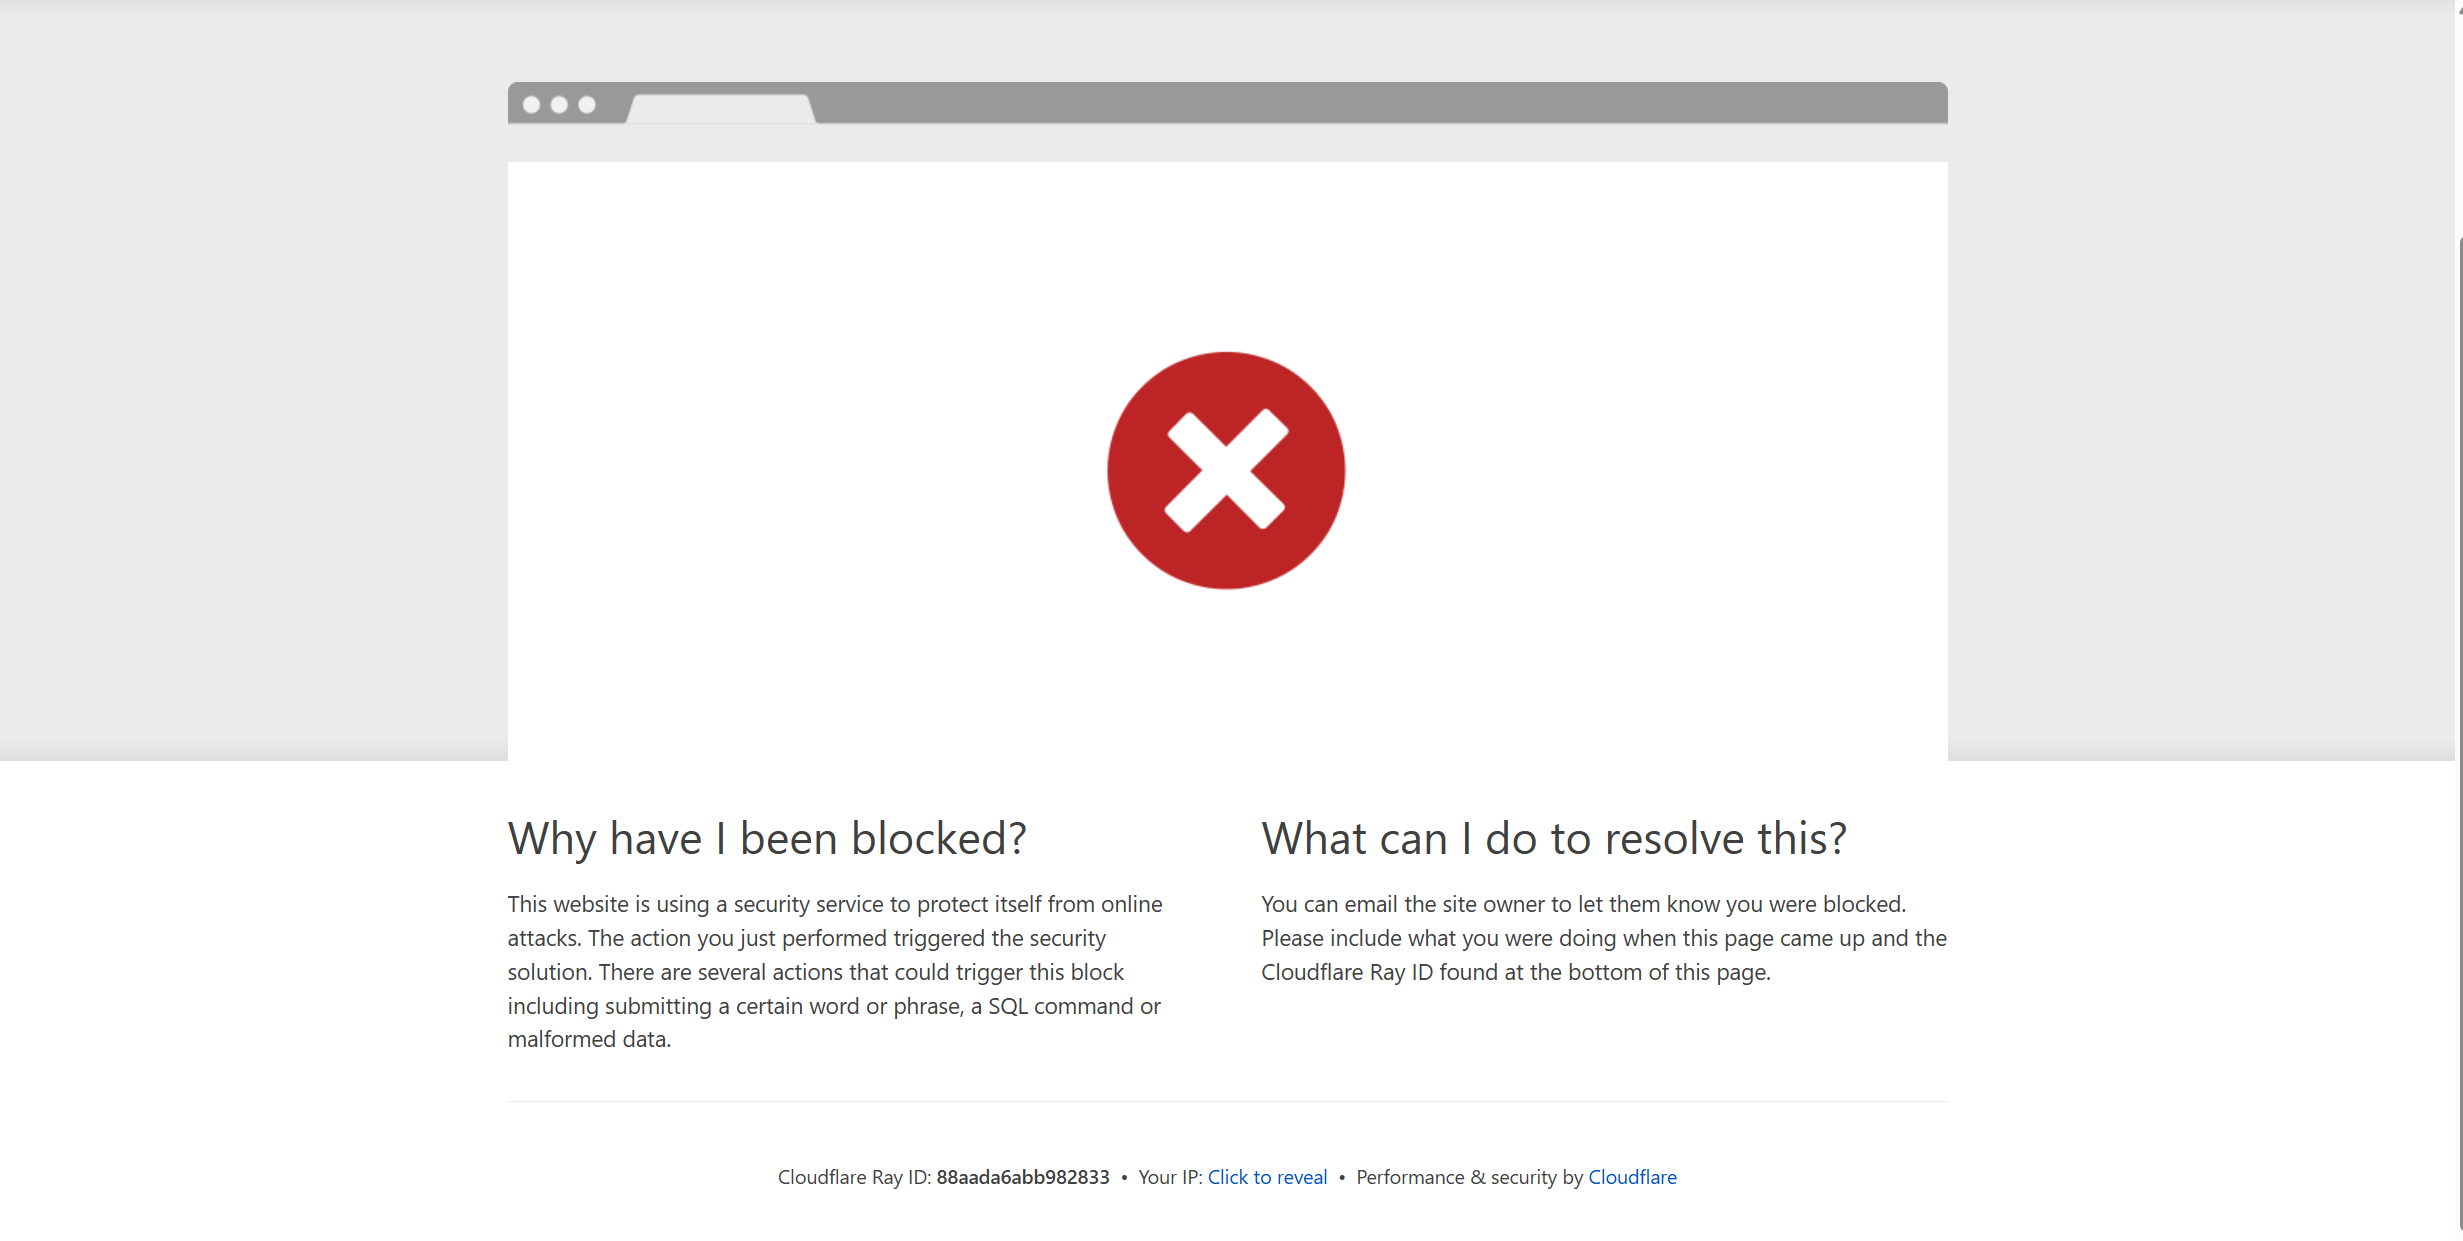 Why have I been blocked?
This website is using a security service to protect itself from online
attacks. The action you just performed triggered the security
solution. There are several actions that could trigger this block
including submitting a certain word or phrase, a SQL command or
malformed data.
What can I do to resolve this?
You can email the site owner to let them know you were blocked.
Please include what you were doing when this page came up and the
Cloudflare Ray ID found at the bottom of this page.
Cloudflare Ray ID: 88aada6abb982833 • Your IP: Click to reveal • Performance & security by Cloudflare